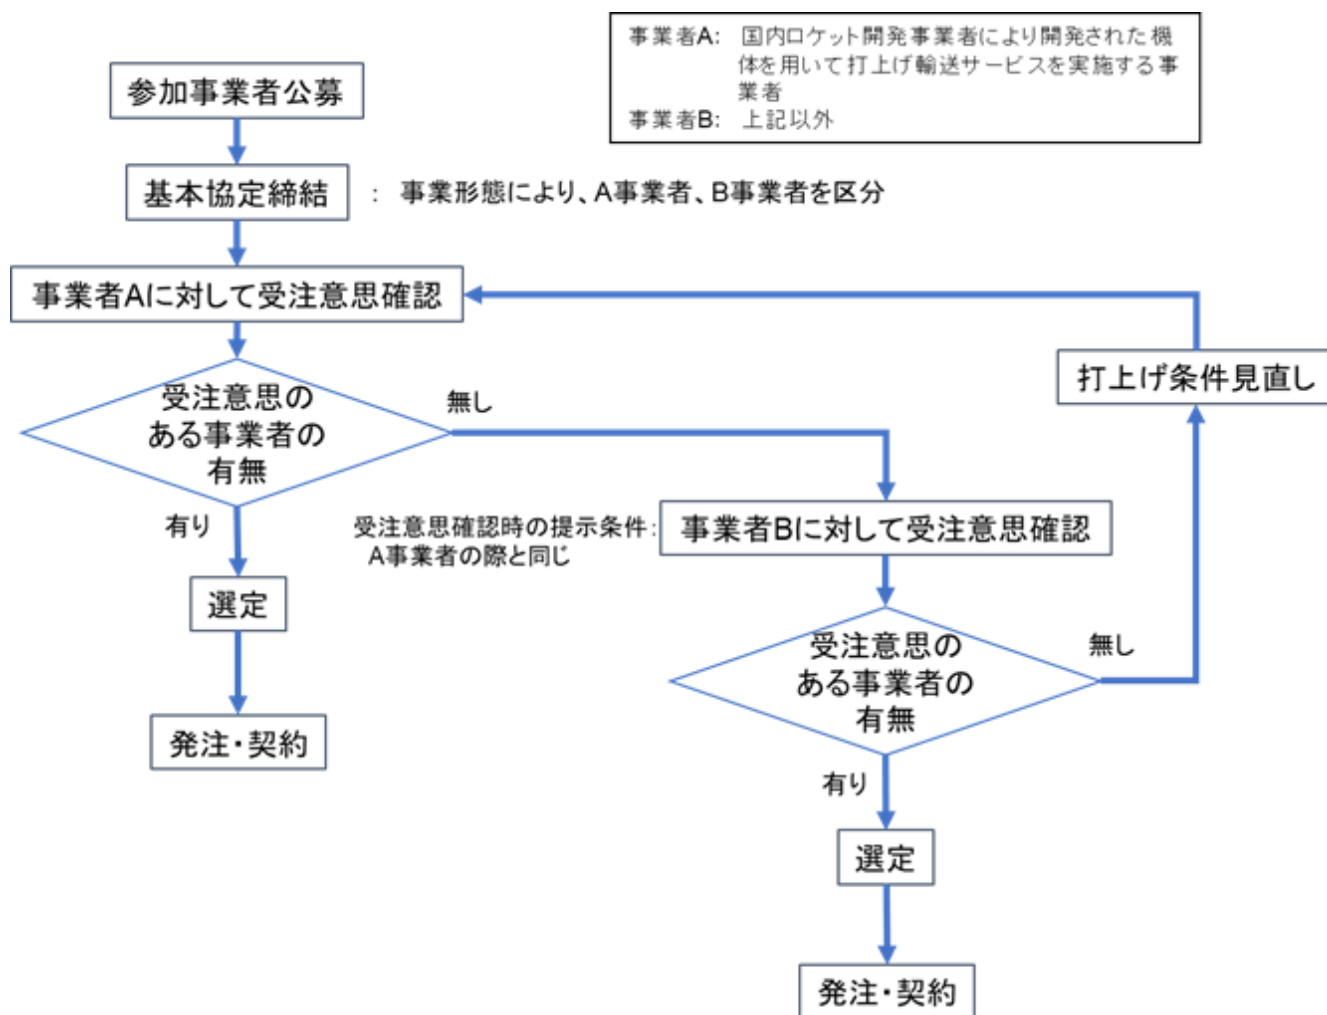 事業者A: 国内ロケット開発事業者により開発された機
体を用いて打上げ輸送サービスを実施する事
業者
事業者B: 上記以外
参加事業者公募
基本協定締結 : 事業形態により、A事業者、B事業者を区分
事業者Aに対して受注意思確認
打上げ条件見直し
受注意思の
ある事業者の
有無
無し
有り
受注意思確認時の提示条件:
A事業者の際と同じ
事業者Bに対して受注意思確認
選定
発注・契約
受注意思の
ある事業者の
有無
無し
有り
選定
発注・契約